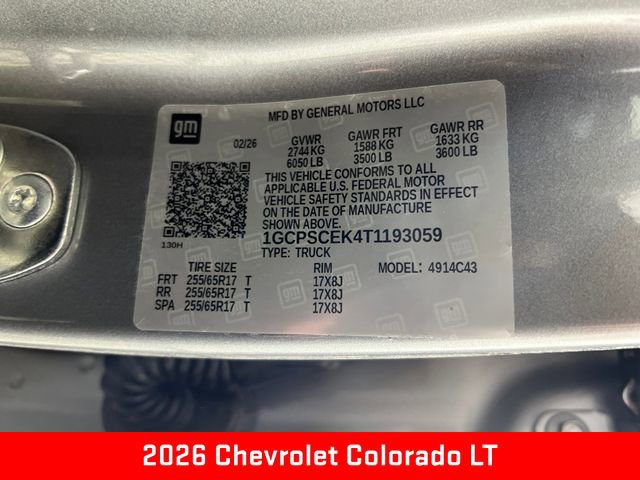 MFD BY GENERAL MOTORS LLC
gm
02/26 GVWR GAWR FRT GAWR RR
2744 KG 1588 KG 1633 KG
6050 LB 3500 LB 3600 LB
THIS VEHICLE CONFORMS TO ALL
APPLICABLE U.S. FEDERAL MOTOR
VEHICLE SAFETY STANDARDS IN EFFECT
ON THE DATE OF MANUFACTURE
SHOWN ABOVE.
130H
1GCPSCEK4T1193059
TYPE: TRUCK
TIRE SIZE RIM MODEL: 4914C43
FRT 255/65R17 T 17X8J
RR 255/65R17 T 17X8J
SPA 255/65R17 T 17X8J
2026 Chevrolet Colorado LT